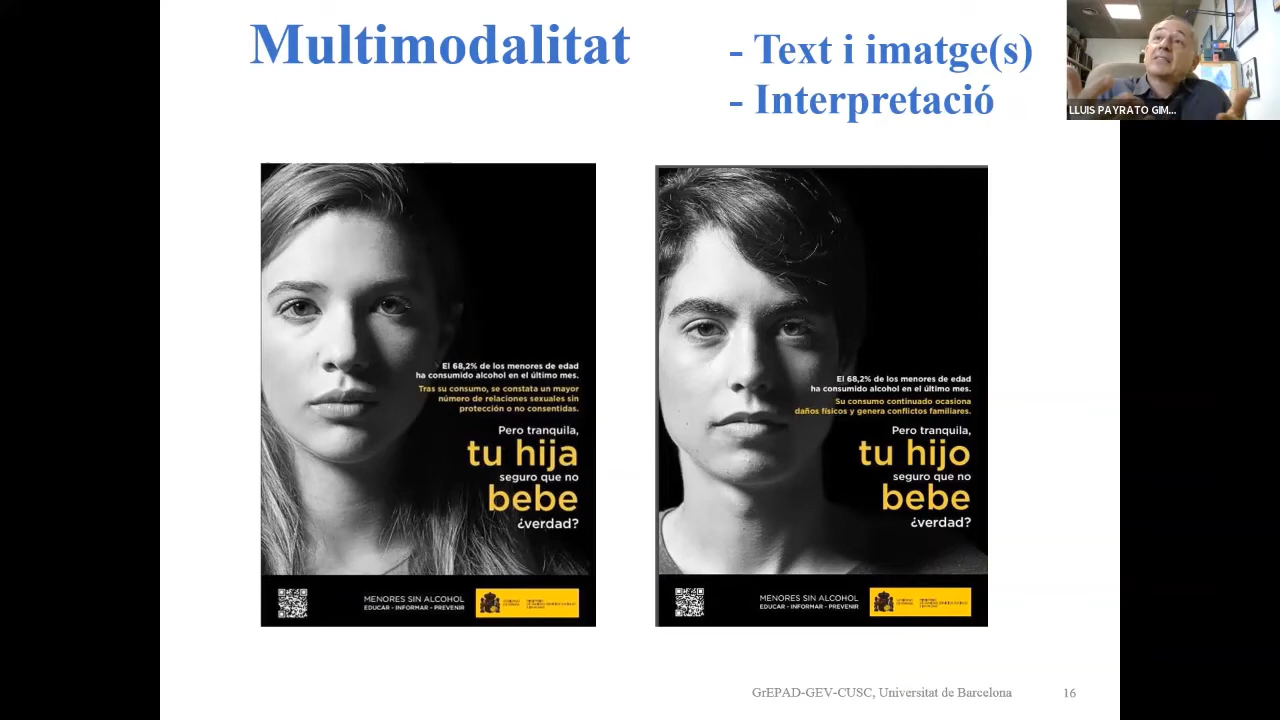 Multimodalitat
- Text i imatge(s)
- Interpretació
LLUIS PAYRATO GIM...
El 68,2% de los menores de edad
ha consumido alcohol en el último mes.
Tras su consumo, se constata un mayor
número de relaciones sexuales sin
protección o no consentidas.
Pero tranquila,
tu hija
seguro que no
bebe
¿verdad?
MENORES SIN ALCOHOL
EDUCAR - INFORMAR - PREVENIR
El 68,2% de los menores de edad
ha consumido alcohol en el último mes.
Su consumo continuado ocasiona
daños físicos y genera conflictos familiares.
Pero tranquila,
tu hijo
seguro que no
bebe
¿verdad?
MENORES SIN ALCOHOL
EDUCAR - INFORMAR - PREVENIR
GrEPAD-GEV-CUSC, Universitat de Barcelona
16